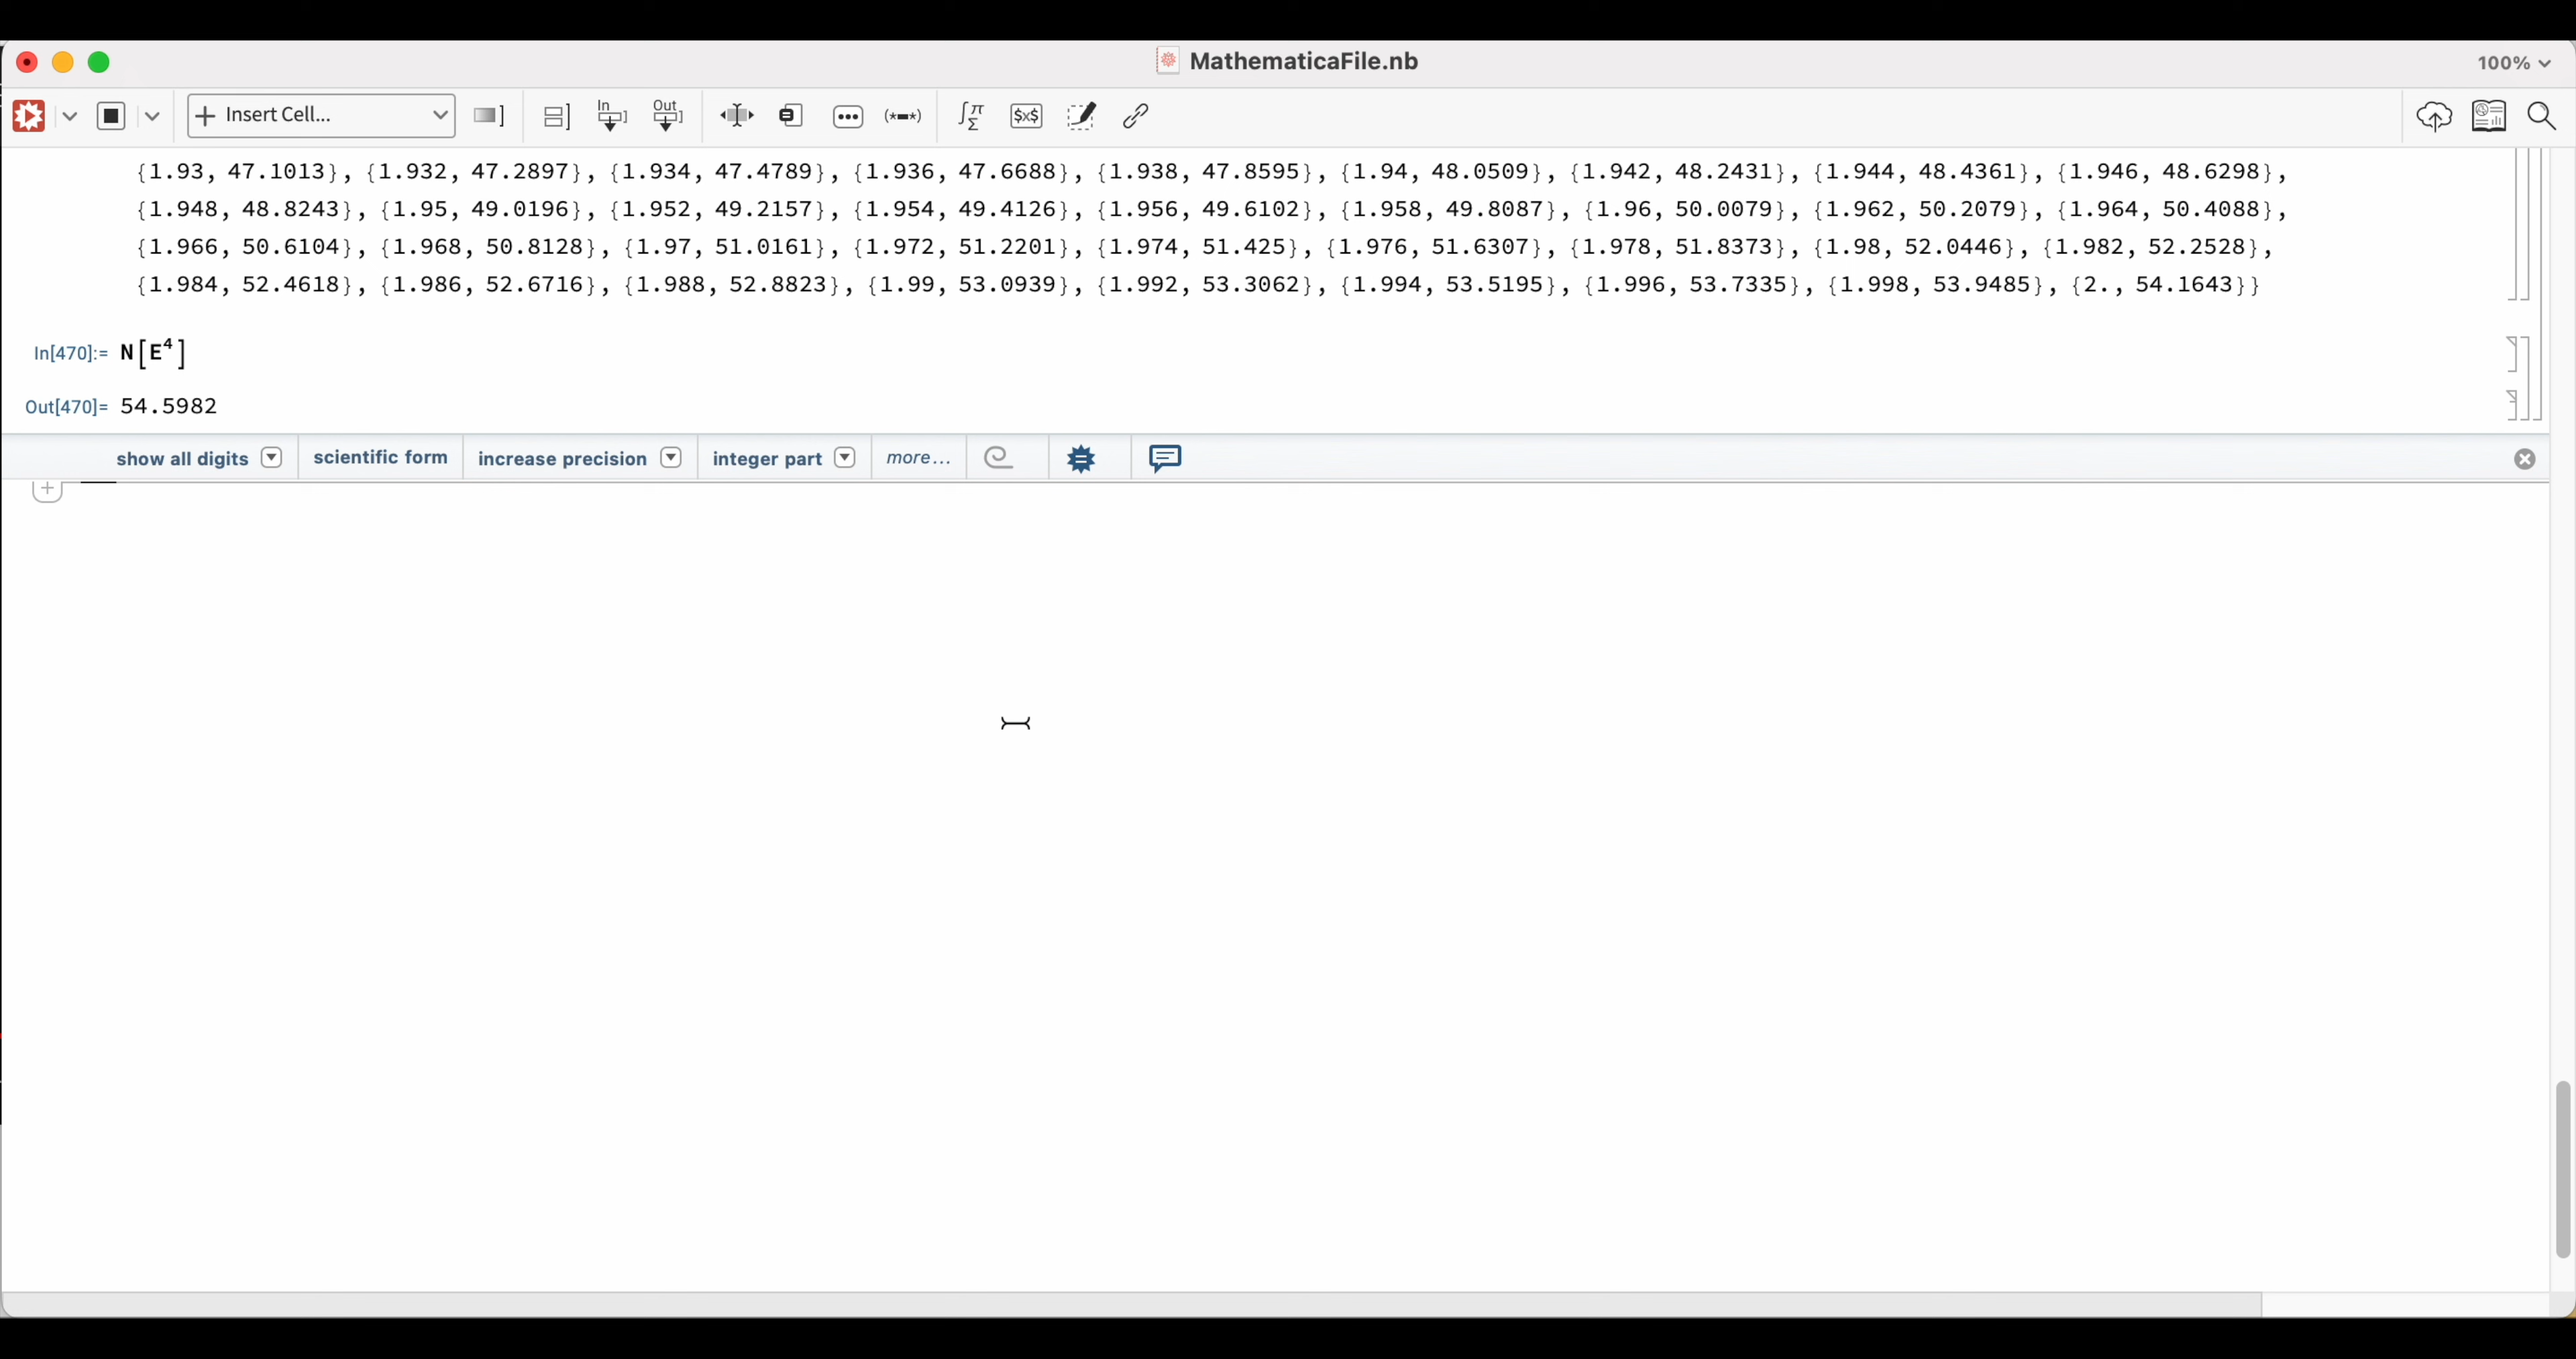 MathematicaFile.nb
100%
Insert Cell... In Out (*▬*) ∫π Σ $x$
{1.93, 47.1013}, {1.932, 47.2897}, {1.934, 47.4789}, {1.936, 47.6688}, {1.938, 47.8595}, {1.94, 48.0509}, {1.942, 48.2431}, {1.944, 48.4361}, {1.946, 48.6298},
{1.948, 48.8243}, {1.95, 49.0196}, {1.952, 49.2157}, {1.954, 49.4126}, {1.956, 49.6102}, {1.958, 49.8087}, {1.96, 50.0079}, {1.962, 50.2079}, {1.964, 50.4088},
{1.966, 50.6104}, {1.968, 50.8128}, {1.97, 51.0161}, {1.972, 51.2201}, {1.974, 51.425}, {1.976, 51.6307}, {1.978, 51.8373}, {1.98, 52.0446}, {1.982, 52.2528},
{1.984, 52.4618}, {1.986, 52.6716}, {1.988, 52.8823}, {1.99, 53.0939}, {1.992, 53.3062}, {1.994, 53.5195}, {1.996, 53.7335}, {1.998, 53.9485}, {2., 54.1643}}
In[470]:= N[E⁴]
Out[470]= 54.5982
show all digits scientific form increase precision integer part more...